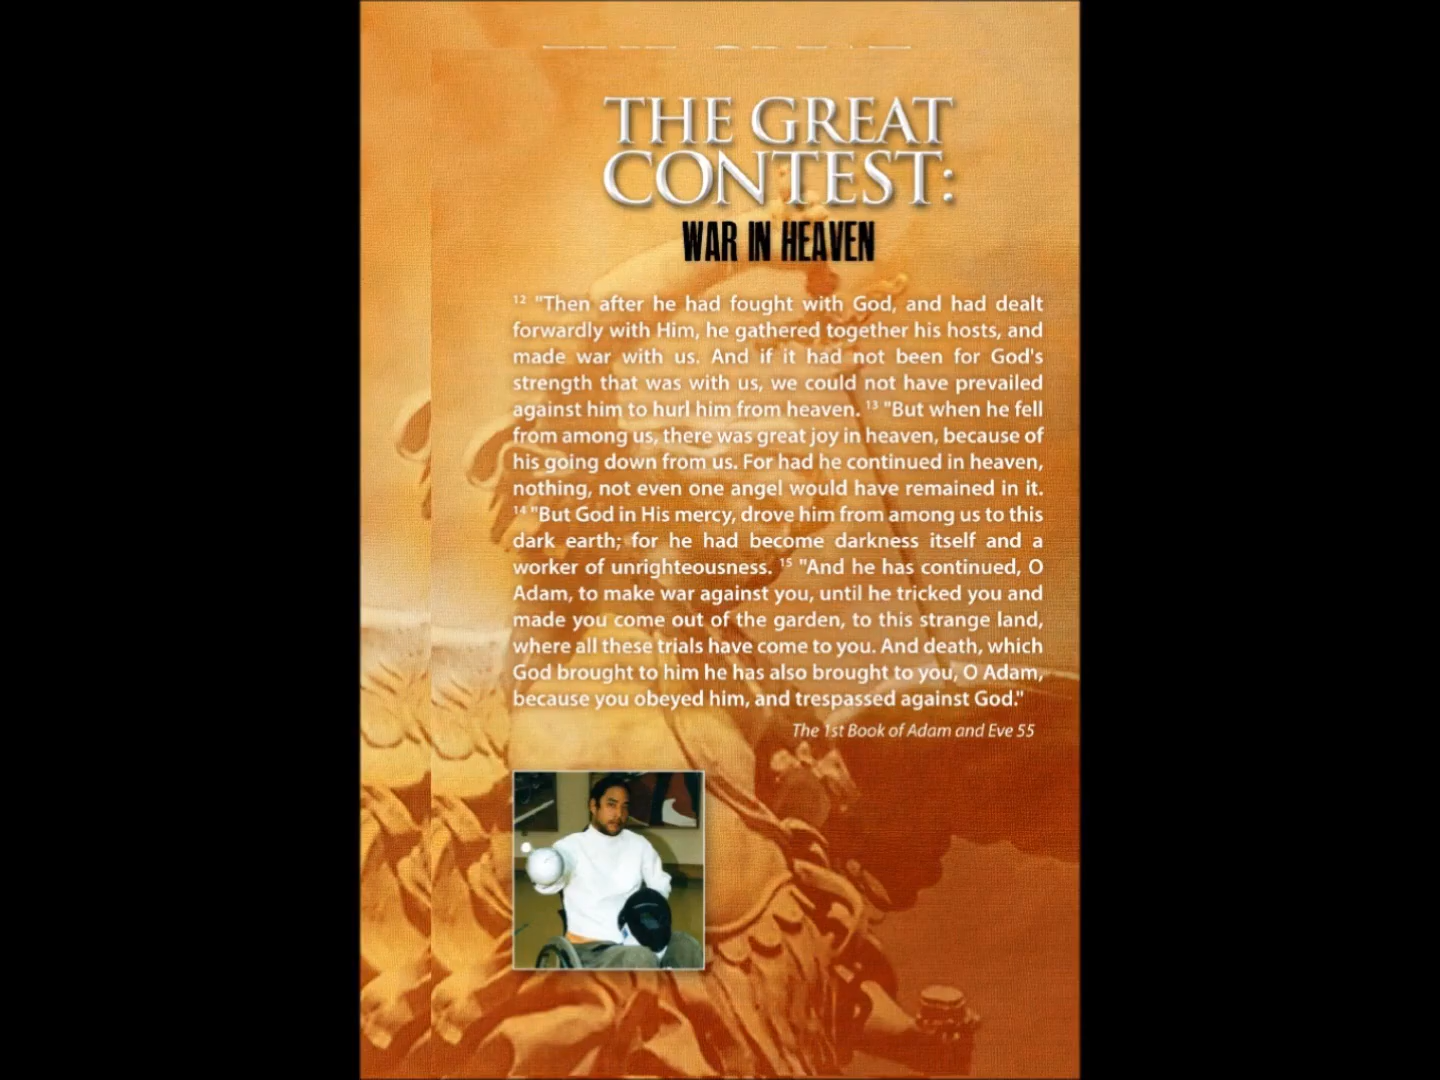 THE GREAT
CONTEST:
WAR IN HEAVEN
12 "Then after he had fought with God, and had dealt
forwardly with Him, he gathered together his hosts, and
made war with us. And if it had not been for God's
strength that was with us, we could not have prevailed
against him to hurl him from heaven. 13 "But when he fell
from among us, there was great joy in heaven, because of
his going down from us. For had he continued in heaven,
nothing, not even one angel would have remained in it.
14 "But God in His mercy, drove him from among us to this
dark earth; for he had become darkness itself and a
worker of unrighteousness. 15 "And he has continued, O
Adam, to make war against you, until he tricked you and
made you come out of the garden, to this strange land,
where all these trials have come to you. And death, which
God brought to him he has also brought to you, O Adam,
because you obeyed him, and trespassed against God."
The 1st Book of Adam and Eve 55